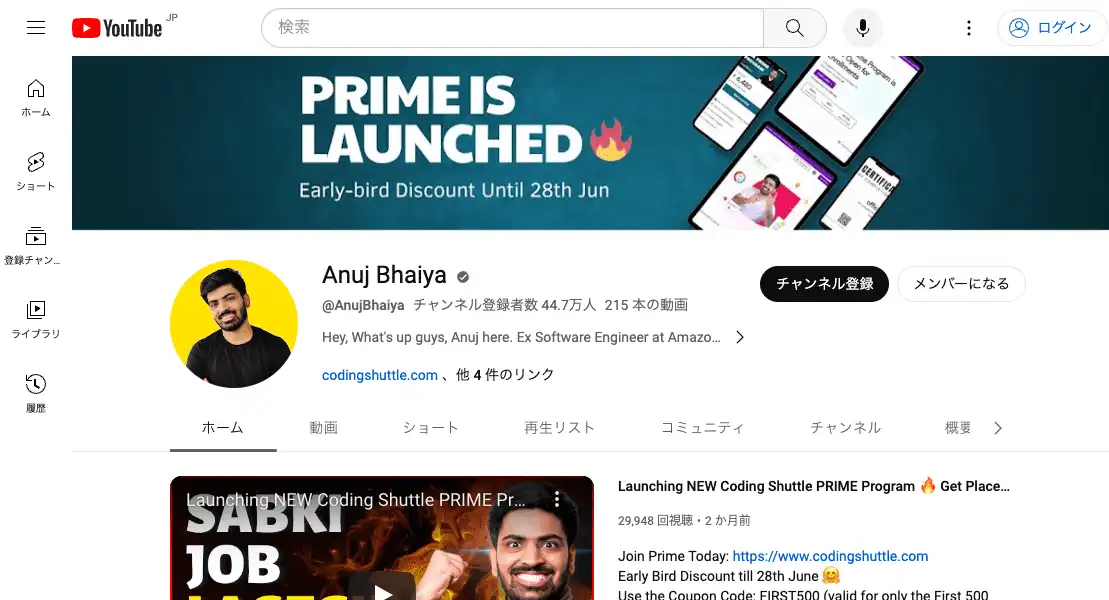 YouTube JP
検索
ログイン
ホーム
ショート
登録チャン...
ライブラリ
履歴
PRIME IS
LAUNCHED
Early-bird Discount Until 28th Jun
Anuj Bhaiya
@AnujBhaiya チャンネル登録者数 44.7万人 215 本の動画
Hey, What's up guys, Anuj here. Ex Software Engineer at Amazo...
codingshuttle.com 、他 4 件のリンク
チャンネル登録
メンバーになる
ホーム 動画 ショート 再生リスト コミュニティ チャンネル 概要
Launching NEW Coding Shuttle PRIME Pr...
SABKI
JOB
Launching NEW Coding Shuttle PRIME Program 🔥 Get Place...
29,948 回視聴・2 か月前
Join Prime Today: https://www.codingshuttle.com
Early Bird Discount till 28th June 🤗
Use the Coupon Code: FIRST500 (valid for only the First 500